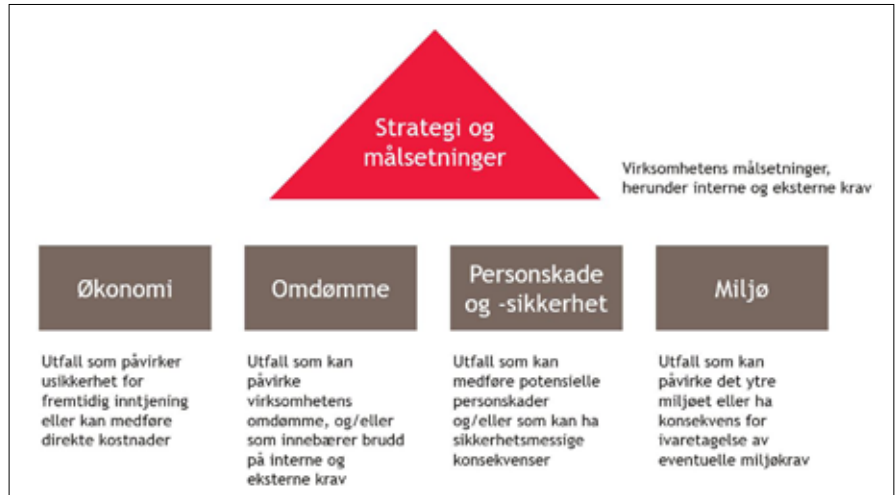 Strategi og
målsetninger
Virksomhetens målsetninger,
herunder interne og eksterne krav
Økonomi
Omdømme
Personskade
og -sikkerhet
Miljø
Utfall som påvirker
usikkerhet for
fremtidig inntjening
eller kan medføre
direkte kostnader
Utfall som kan
påvirke
virksomhetens
omdømme, og/eller
som innebærer brudd
på interne og
eksterne krav
Utfall som kan
medføre potensielle
personskader
og/eller som kan ha
sikkerhetsmessige
konsekvenser
Utfall som kan
påvirke det ytre
miljøet eller ha
konsekvens for
ivaretagelse av
eventuelle miljøkrav